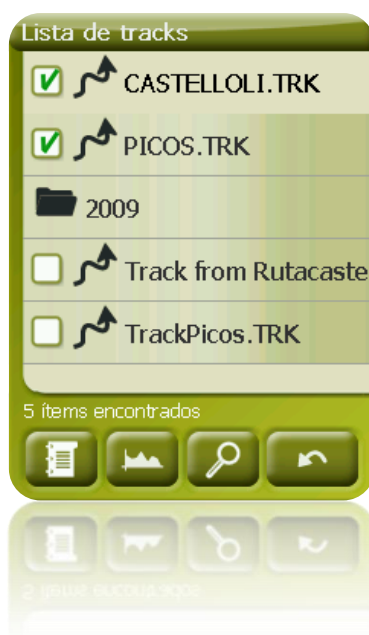 Lista de tracks
CASTELLOLI.TRK
PICOS.TRK
2009
Track from Rutacaste
TrackPicos.TRK
5 ítems encontrados